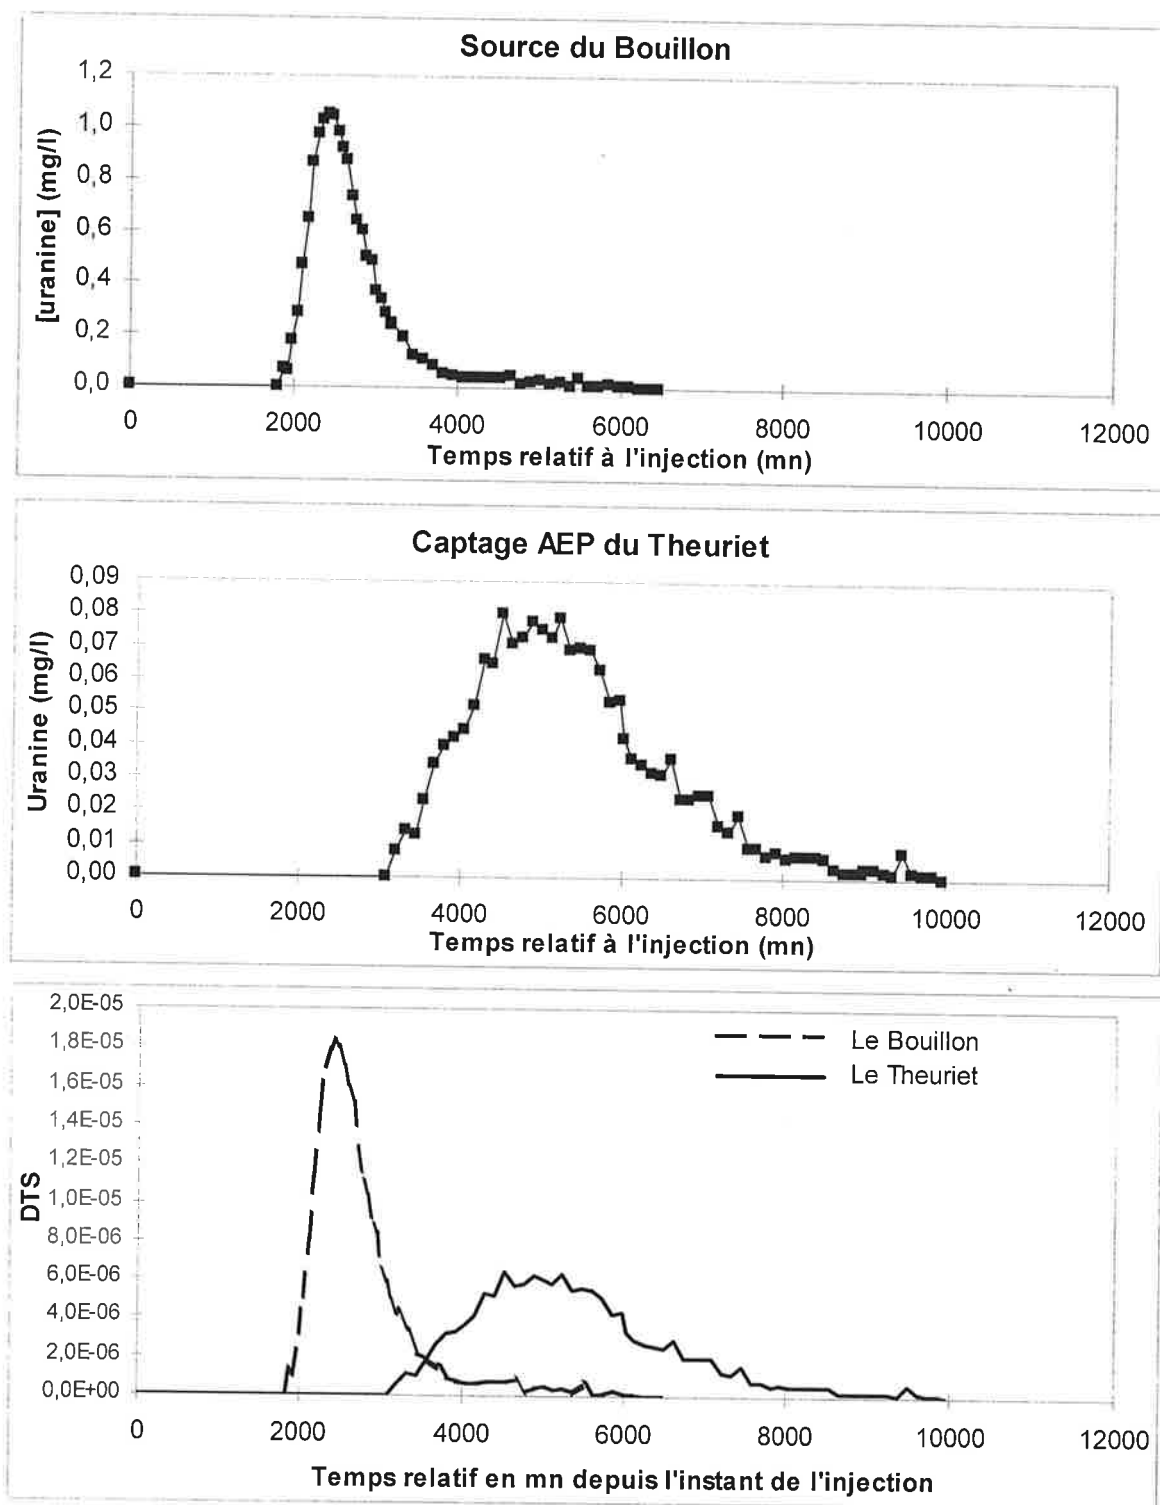 Source du Bouillon
1,2
1,0
0,8
0,6
0,4
0,2
0,0
[uranine] (mg/l)
0 2000 4000 6000 8000 10000 12000
Temps relatif à l'injection (mn)
Captage AEP du Theuriet
0,09
0,08
0,07
0,06
0,05
0,04
0,03
0,02
0,01
0,00
Uranine (mg/l)
0 2000 4000 6000 8000 10000 12000
Temps relatif à l'injection (mn)
2,0E-05
1,8E-05
1,6E-05
1,4E-05
1,2E-05
1,0E-05
8,0E-06
6,0E-06
4,0E-06
2,0E-06
0,0E+00
DTS
Le Bouillon
Le Theuriet
0 2000 4000 6000 8000 10000 12000
Temps relatif en mn depuis l'instant de l'injection